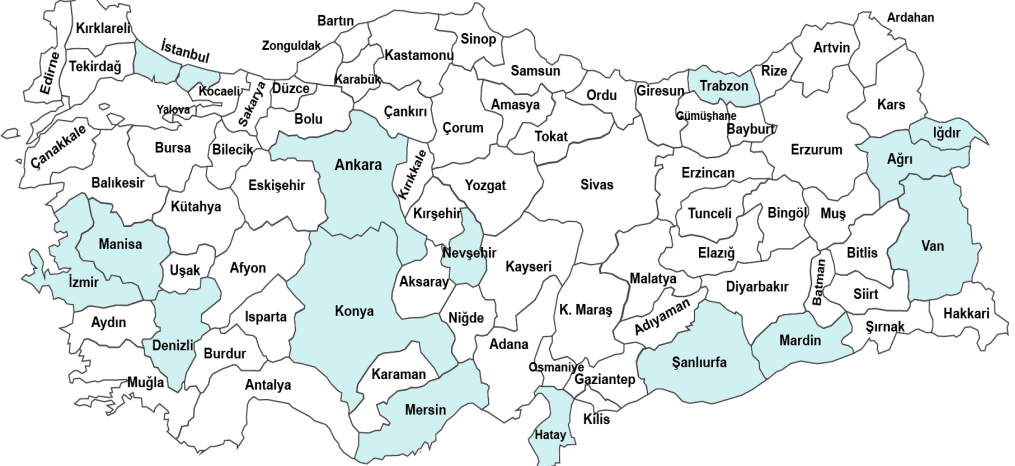 Ardahan
Bartın
Kırklareli
Sinop
Artvin
Zonguldak
İstanbul
Kastamonu
Edirne
Tekirdağ
Samsun
Rize
Karabük
Trabzon
Kocaeli
Düzce
Giresun
Ordu
Sakarya
Yalova
Amasya
Kars
Çankırı
Gümüşhane
Bolu
Çorum
Bayburt
Iğdır
Tokat
Çanakkale
Bursa
Bilecik
Erzurum
Ağrı
Ankara
Kırıkkale
Erzincan
Balıkesir
Eskişehir
Yozgat
Sivas
Kütahya
Kırşehir
Tunceli
Bingöl
Muş
Manisa
Van
Nevşehir
Elazığ
Bitlis
Uşak
Afyon
Kayseri
İzmir
Aksaray
Malatya
Batman
Diyarbakır
Siirt
Konya
K. Maraş
Isparta
Niğde
Adıyaman
Hakkari
Aydın
Şırnak
Denizli
Adana
Mardin
Burdur
Şanlıurfa
Osmaniye
Karaman
Gaziantep
Muğla
Antalya
Mersin
Kilis
Hatay